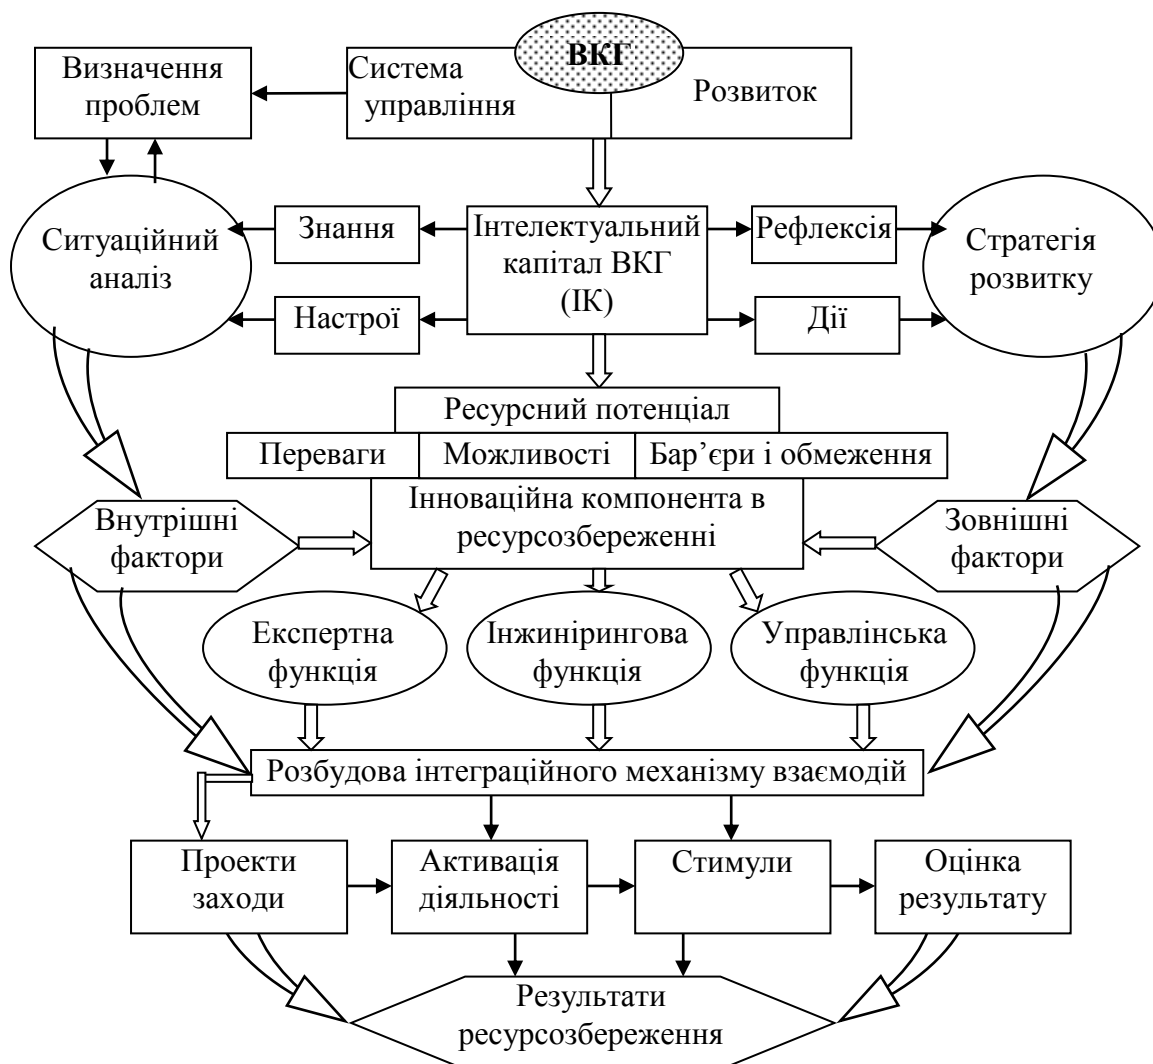 ВКГ
Визначення
проблем
Система
управління
Розвиток
Ситуаційний
аналіз
Знання
Настрої
Інтелектуальний
капітал ВКГ
(ІК)
Рефлексія
Дії
Стратегія
розвитку
Ресурсний потенціал
Переваги
Можливості
Бар’єри і обмеження
Внутрішні
фактори
Інноваційна компонента в
ресурсозбереженні
Зовнішні
фактори
Експертна
функція
Інжинірингова
функція
Управлінська
функція
Розбудова інтеграційного механізму взаємодій
Проекти
заходи
Активація
діяльності
Стимули
Оцінка
результату
Результати
ресурсозбереження